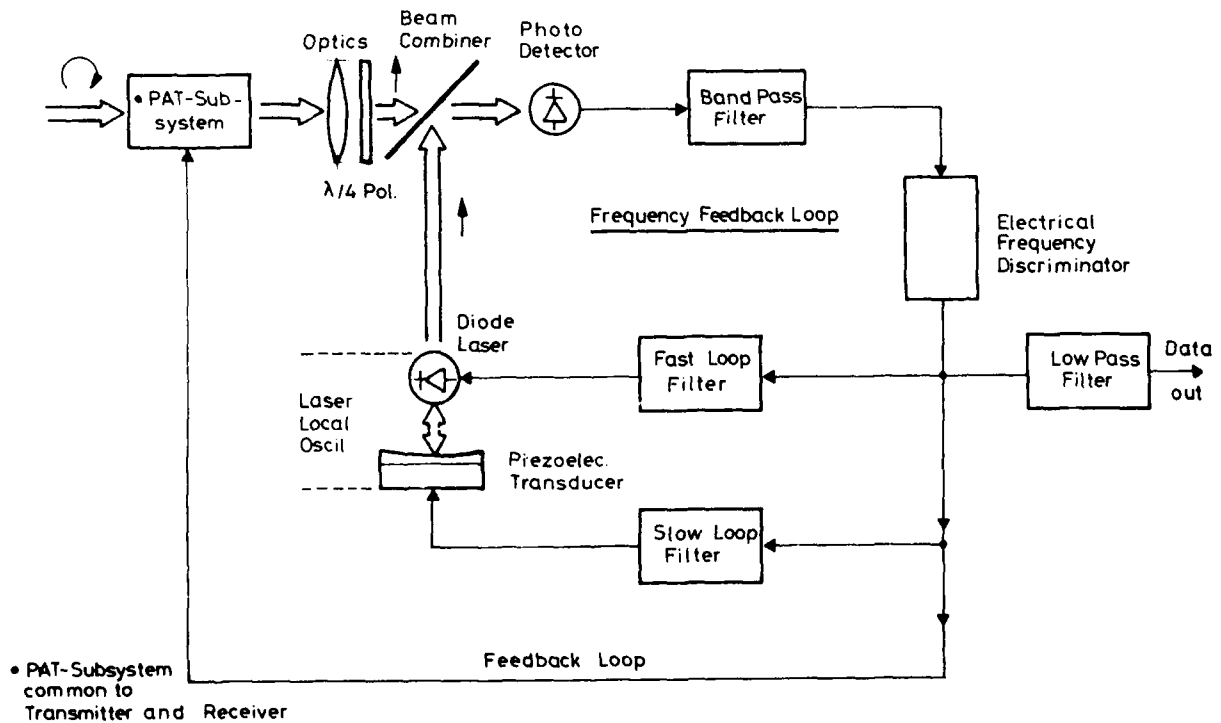 Optics
Beam
Combiner
Photo
Detector
• PAT-Sub-
system
Band Pass
Filter
λ/4 Pol.
Frequency Feedback Loop
Electrical
Frequency
Discriminator
Diode
Laser
Fast Loop
Filter
Low Pass
Filter
Data
out
Laser
Local
Oscil
Piezoelec.
Transducer
Slow Loop
Filter
Feedback Loop
• PAT-Subsystem
common to
Transmitter and Receiver